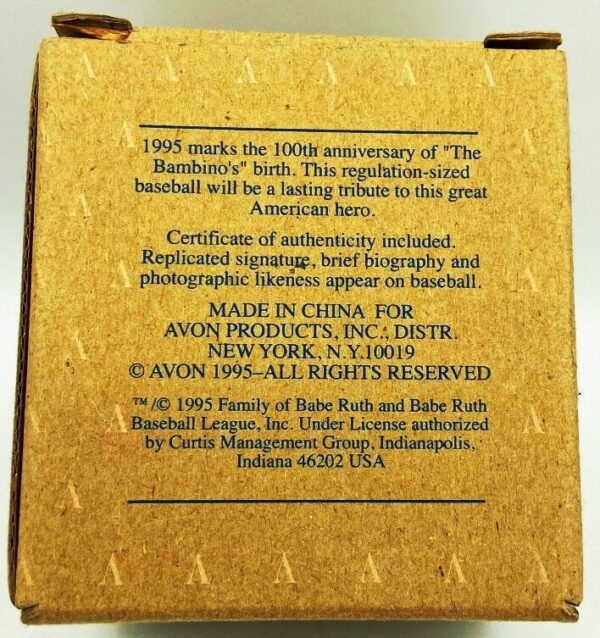 1995 marks the 100th anniversary of "The
Bambino's" birth. This regulation-sized
baseball will be a lasting tribute to this great
American hero.
Certificate of authenticity included.
Replicated signature, brief biography and
photographic likeness appear on baseball.
MADE IN CHINA FOR
AVON PRODUCTS, INC., DISTR.
NEW YORK, N.Y.10019
© AVON 1995–ALL RIGHTS RESERVED
™/© 1995 Family of Babe Ruth and Babe Ruth
Baseball League, Inc. Under License authorized
by Curtis Management Group, Indianapolis,
Indiana 46202 USA